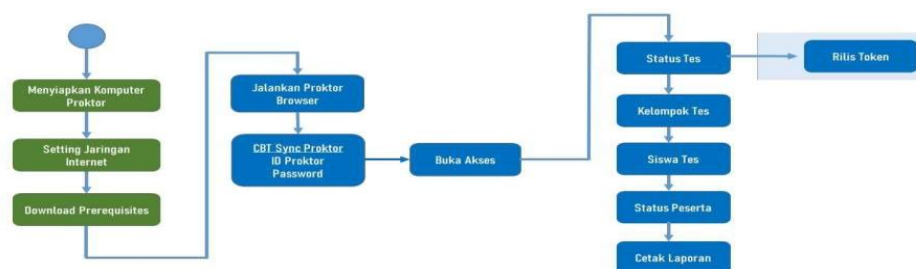 Menyiapkan Komputer
Proktor
Setting Jaringan
Internet
Download Prerequisites
Jalankan Proktor
Browser
CBT Sync Proktor
ID Proktor
Password
Buka Akses
Status Tes
Kelompok Tes
Siswa Tes
Status Peserta
Cetak Laporan
Rilis Token